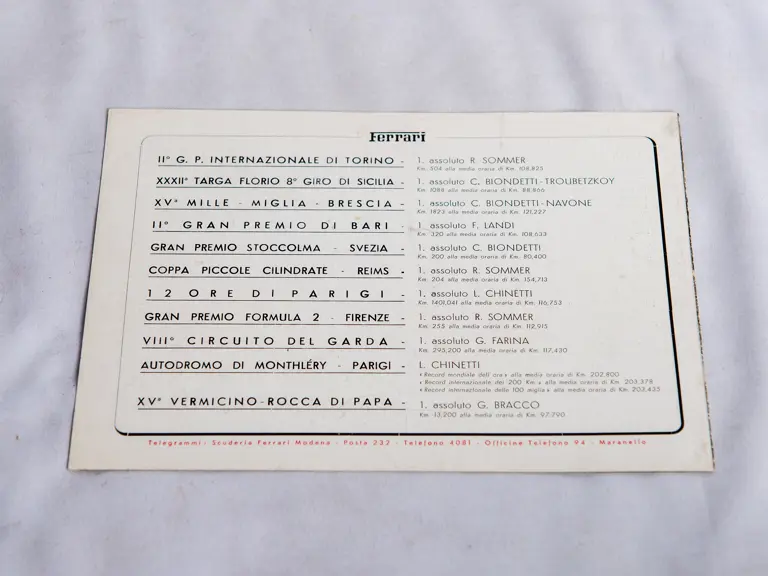 Ferrari
II° G. P. INTERNAZIONALE DI TORINO - 1. assoluto R. SOMMER
Km. 504 alla media oraria di Km. 108,825
XXXII° TARGA FLORIO 8° GIRO DI SICILIA - 1. assoluto C. BIONDETTI-TROUBETZKOY
Km. 1088 alla media oraria di Km. 88,866
XVª MILLE - MIGLIA - BRESCIA - 1. assoluto C. BIONDETTI-NAVONE
Km. 1823 alla media oraria di Km. 121,227
II° GRAN PREMIO DI BARI - 1. assoluto F. LANDI
Km. 320 alla media oraria di Km. 108,633
GRAN PREMIO STOCCOLMA - SVEZIA - 1. assoluto C. BIONDETTI
Km. 200 alla media oraria di Km. 80,400
COPPA PICCOLE CILINDRATE - REIMS - 1. assoluto R. SOMMER
Km. 204 alla media oraria di Km. 154,713
12 ORE DI PARIGI - 1. assoluto L. CHINETTI
Km. 1401,041 alla media oraria di Km. 116,753
GRAN PREMIO FORMULA 2 - FIRENZE - 1. assoluto R. SOMMER
Km. 255 alla media oraria di Km. 112,915
VIII° CIRCUITO DEL GARDA - 1. assoluto G. FARINA
Km. 295,200 alla media oraria di Km. 117,430
AUTODROMO DI MONTHLÉRY - PARIGI - L. CHINETTI
« Record mondiale dell'ora » alla media oraria di Km. 202,800
« Record internazionale dei 200 Km » alla media oraria di Km. 203,378
« Record internazionale delle 100 miglia » alla media oraria di Km. 203,435
XVª VERMICINO-ROCCA DI PAPA - 1. assoluto G. BRACCO
Km. 13,200 alla media oraria di Km. 97,790
Telegrammi: Scuderia Ferrari Modena - Posta 232 - Telefono 4081 - Officine Telefono 94 - Maranello